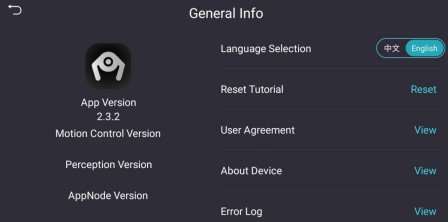 General Info
App Version
2.3.2
Motion Control Version
Perception Version
AppNode Version
Language Selection 中文 English
Reset Tutorial Reset
User Agreement View
About Device View
Error Log View